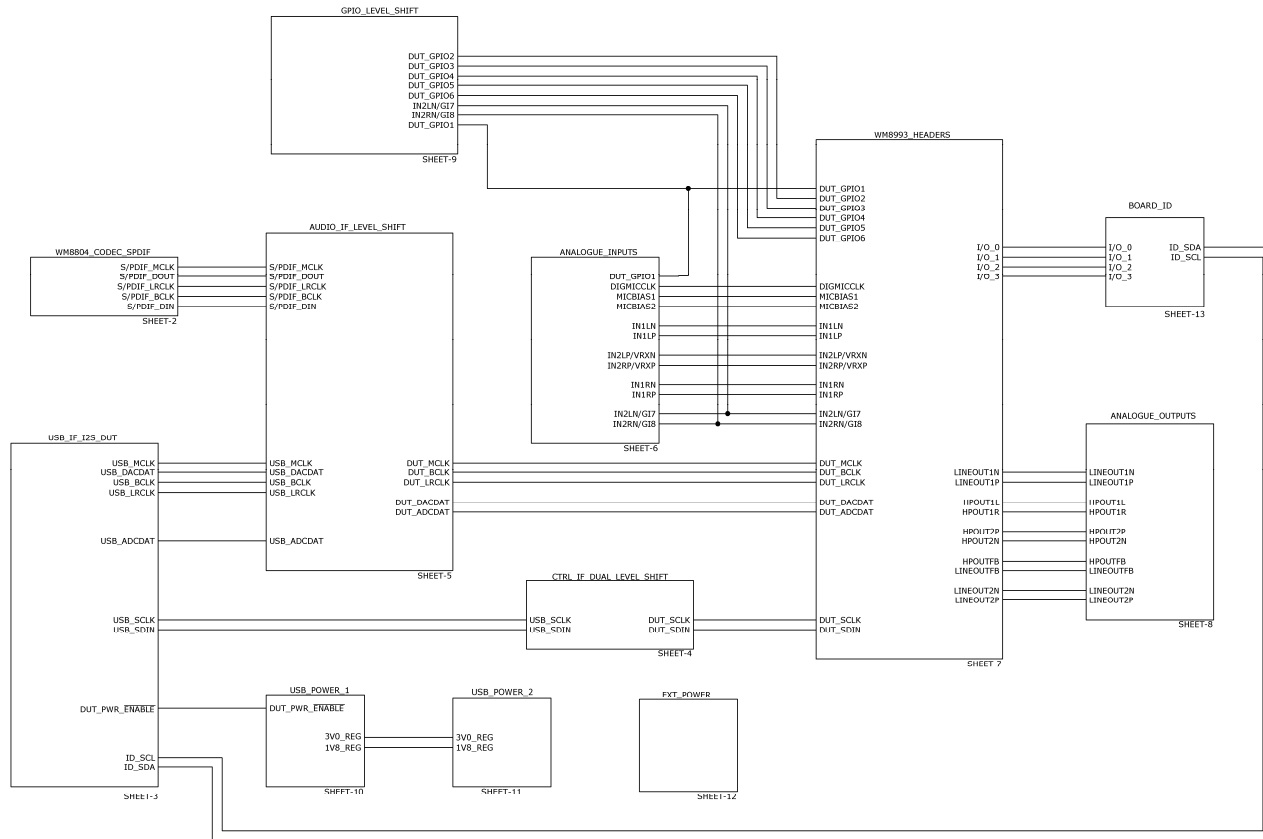 GPIO_LEVEL_SHIFT
DUT_GPIO2
DUT_GPIO3
DUT_GPIO4
DUT_GPIO5
DUT_GPIO6
IN2LN/GI7
IN2RN/GI8
DUT_GPIO1
SHEET-9
WM8993_HEADERS
DUT_GPIO1
DUT_GPIO2
DUT_GPIO3
DUT_GPIO4
DUT_GPIO5
DUT_GPIO6
I/O_0
I/O_1
I/O_2
I/O_3
DIGMICCLK
MICBIAS1
MICBIAS2
IN1LN
IN1LP
IN2LP/VRXN
IN2RP/VRXP
IN1RN
IN1RP
IN2LN/GI7
IN2RN/GI8
DUT_MCLK
DUT_BCLK
DUT_LRCLK
DUT_DACDAT
DUT_ADCDAT
LINEOUT1N
LINEOUT1P
HPOUT1L
HPOUT1R
HPOUT2P
HPOUT2N
HPOUTFB
LINEOUTFB
LINEOUT2N
LINEOUT2P
DUT_SCLK
DUT_SDIN
SHEET 7
BOARD_ID
I/O_0
I/O_1
I/O_2
I/O_3
ID_SDA
ID_SCL
SHEET-13
WM8804_CODEC_SPDIF
S/PDIF_MCLK
S/PDIF_DOUT
S/PDIF_LRCLK
S/PDIF_BCLK
S/PDIF_DIN
SHEET-2
AUDIO_IF_LEVEL_SHIFT
S/PDIF_MCLK
S/PDIF_DOUT
S/PDIF_LRCLK
S/PDIF_BCLK
S/PDIF_DIN
USB_MCLK
USB_DACDAT
USB_BCLK
USB_LRCLK
USB_ADCDAT
DUT_MCLK
DUT_BCLK
DUT_LRCLK
DUT_DACDAT
DUT_ADCDAT
SHEET-5
ANALOGUE_INPUTS
DUT_GPIO1
DIGMICCLK
MICBIAS1
MICBIAS2
IN1LN
IN1LP
IN2LP/VRXN
IN2RP/VRXP
IN1RN
IN1RP
IN2LN/GI7
IN2RN/GI8
SHEET-6
ANALOGUE_OUTPUTS
LINEOUT1N
LINEOUT1P
HPOUT1L
HPOUT1R
HPOUT2P
HPOUT2N
HPOUTFB
LINEOUTFB
LINEOUT2N
LINEOUT2P
SHEET-8
USB_IF_I2S_DUT
USB_MCLK
USB_DACDAT
USB_BCLK
USB_LRCLK
USB_ADCDAT
USB_SCLK
USB_SDIN
DUT_PWR_ENABLE
ID_SCL
ID_SDA
SHEET-3
CTRL_IF_DUAL_LEVEL_SHIFT
USB_SCLK
USB_SDIN
DUT_SCLK
DUT_SDIN
SHEET-4
USB_POWER_1
DUT_PWR_ENABLE
3V0_REG
1V8_REG
SHEET-10
USB_POWER_2
3V0_REG
1V8_REG
SHEET-11
EXT_POWER
SHEET-12